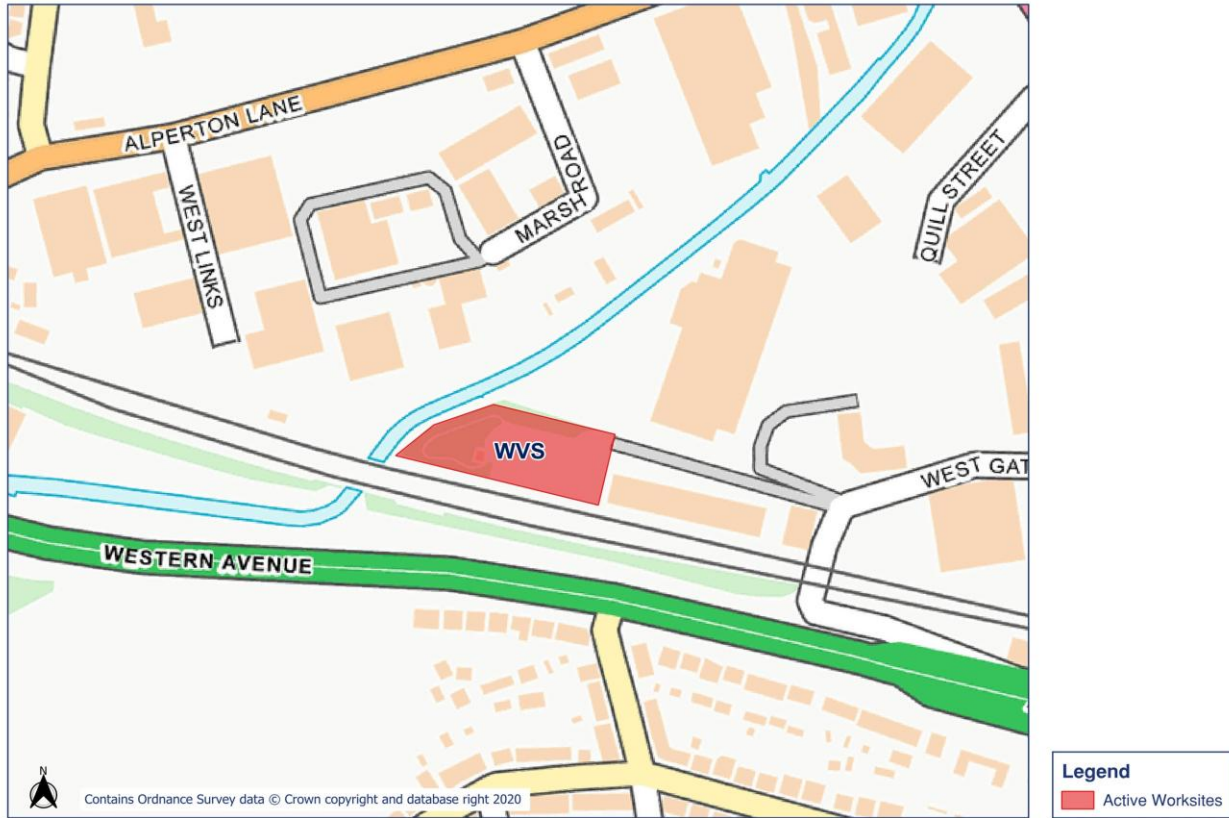 ALPERTON LANE
WEST LINKS
MARSH ROAD
QUILL STREET
WVS
WEST GAT
WESTERN AVENUE
N
Contains Ordnance Survey data © Crown copyright and database right 2020
Legend
Active Worksites